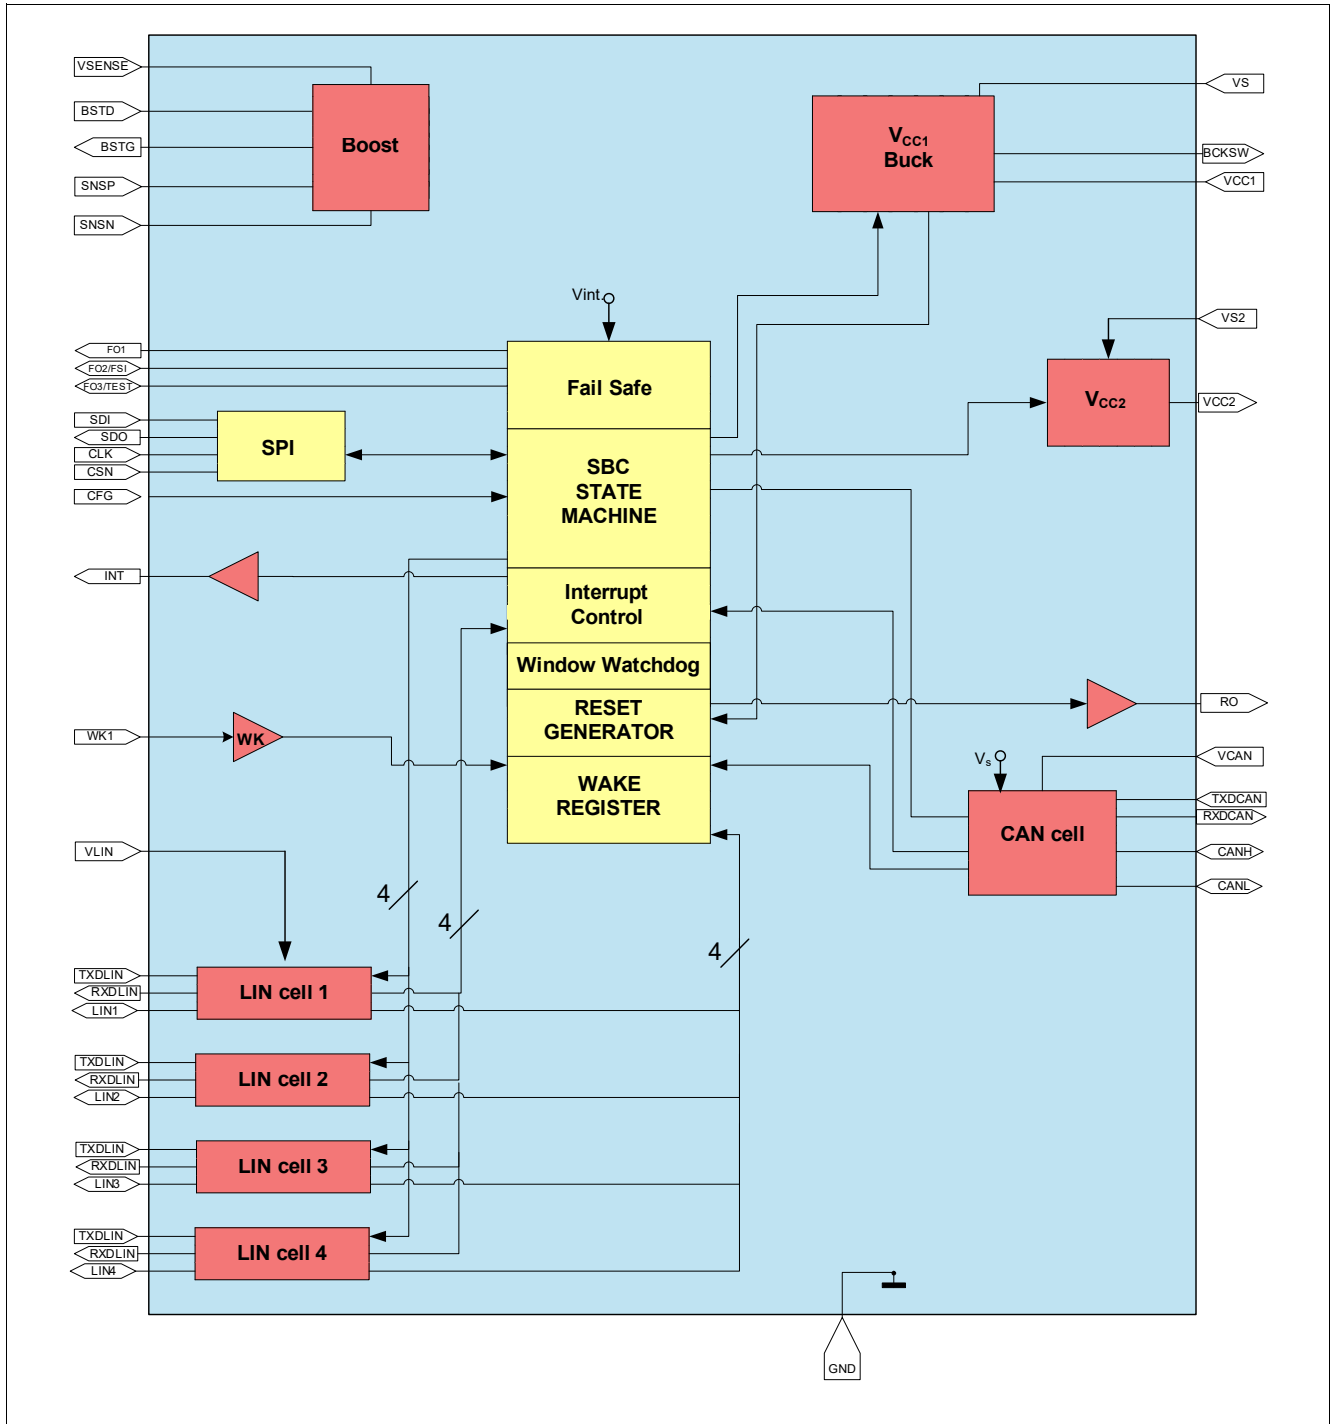 VSENSE
BSTD
BSTG
SNSP
SNSN
Boost
VCC1
Buck
VS
BCKSW
VCC1
Vint.
VS2
VCC2
VCC2
FO1
FO2/FSI
FO3/TEST
Fail Safe
SDI
SDO
CLK
CSN
CFG
SPI
SBC
STATE
MACHINE
INT
Interrupt
Control
Window Watchdog
RESET
GENERATOR
RO
WK1
WK
WAKE
REGISTER
Vs
VCAN
TXDCAN
RXDCAN
CANH
CANL
CAN cell
VLIN
4
4
4
TXDLIN
RXDLIN
LIN1
LIN cell 1
TXDLIN
RXDLIN
LIN2
LIN cell 2
TXDLIN
RXDLIN
LIN3
LIN cell 3
TXDLIN
RXDLIN
LIN4
LIN cell 4
GND